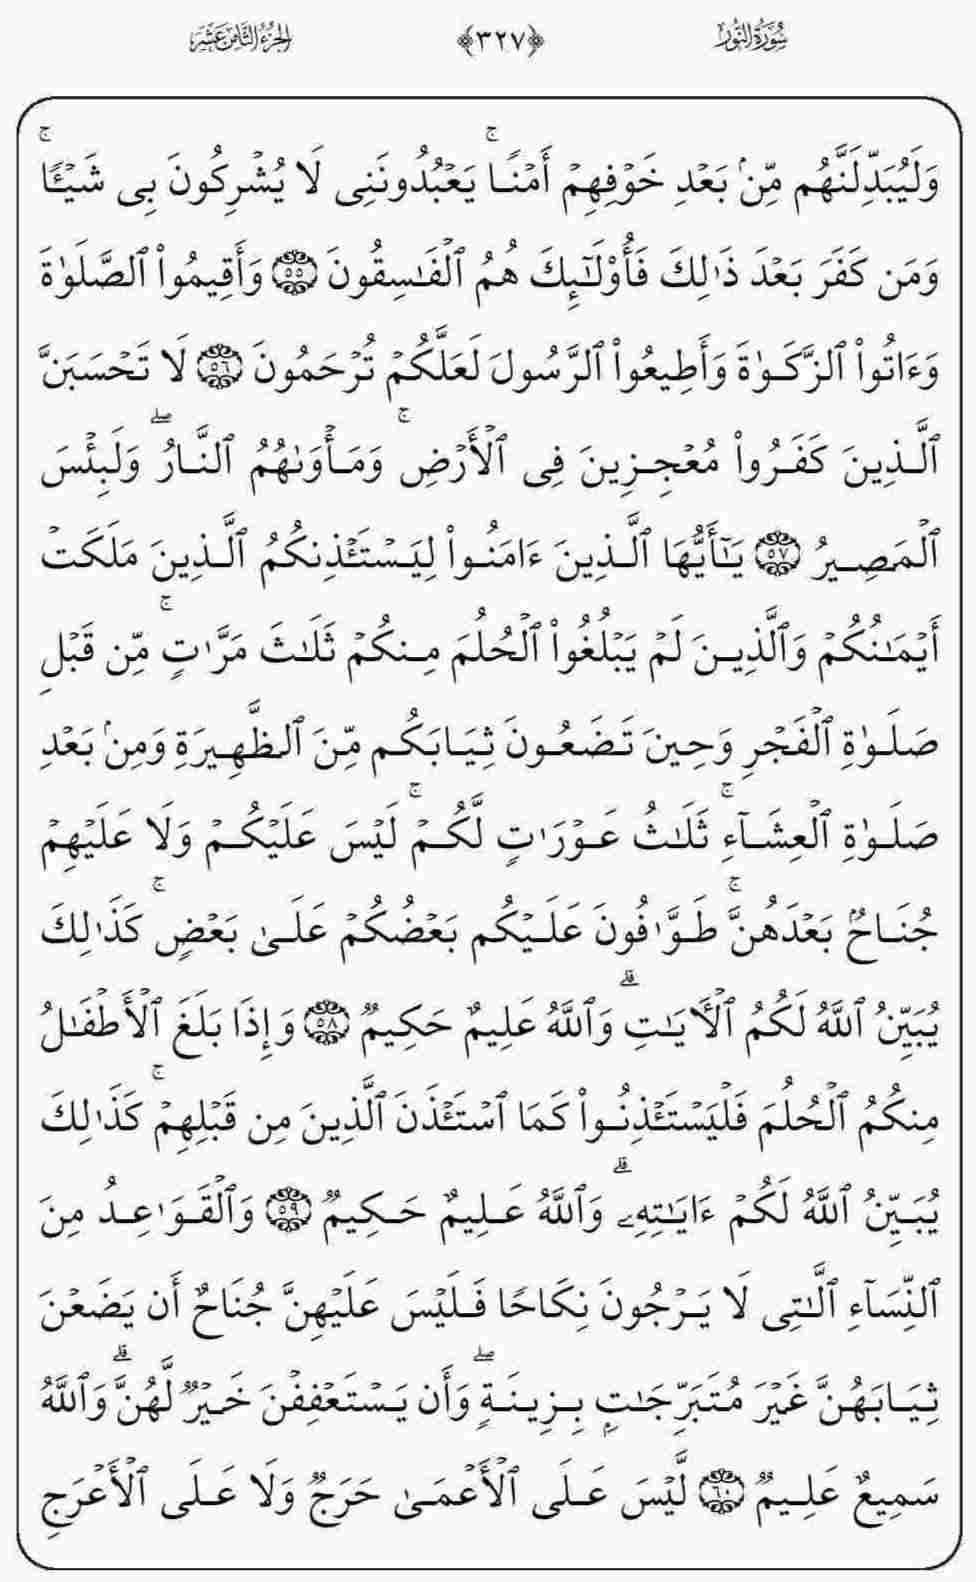 سُورَةُ النُّور ﴿٣٢٧﴾ الجزءُ الثَّامِنَ عَشَرَ
وَلَيُبَدِّلَنَّهُم مِّنۢ بَعۡدِ خَوۡفِهِمۡ أَمۡنٗاۚ يَعۡبُدُونَنِى لَا يُشۡرِكُونَ بِى شَيۡـٔٗاۚ
وَمَن كَفَرَ بَعۡدَ ذَٰلِكَ فَأُوْلَـٰٓئِكَ هُمُ ٱلۡفَـٰسِقُونَ ٥٥ وَأَقِيمُواْ ٱلصَّلَوٰةَ
وَءَاتُواْ ٱلزَّكَوٰةَ وَأَطِيعُواْ ٱلرَّسُولَ لَعَلَّكُمۡ تُرۡحَمُونَ ٥٦ لَا تَحۡسَبَنَّ
ٱلَّذِينَ كَفَرُواْ مُعۡجِزِينَ فِى ٱلۡأَرۡضِۚ وَمَأۡوَىٰهُمُ ٱلنَّارُۖ وَلَبِئۡسَ
ٱلۡمَصِيرُ ٥٧ يَـٰٓأَيُّهَا ٱلَّذِينَ ءَامَنُواْ لِيَسۡتَـٔۡذِنكُمُ ٱلَّذِينَ مَلَكَتۡ
أَيۡمَـٰنُكُمۡ وَٱلَّذِينَ لَمۡ يَبۡلُغُواْ ٱلۡحُلُمَ مِنكُمۡ ثَلَـٰثَ مَرَّٰتٖۚ مِّن قَبۡلِ
صَلَوٰةِ ٱلۡفَجۡرِ وَحِينَ تَضَعُونَ ثِيَابَكُم مِّنَ ٱلظَّهِيرَةِ وَمِنۢ بَعۡدِ
صَلَوٰةِ ٱلۡعِشَآءِۚ ثَلَـٰثُ عَوۡرَٰتٖ لَّكُمۡۚ لَيۡسَ عَلَيۡكُمۡ وَلَا عَلَيۡهِمۡ
جُنَاحُۢ بَعۡدَهُنَّۚ طَوَّٰفُونَ عَلَيۡكُم بَعۡضُكُمۡ عَلَىٰ بَعۡضٖۚ كَذَٰلِكَ
يُبَيِّنُ ٱللَّهُ لَكُمُ ٱلۡأٓيَـٰتِۗ وَٱللَّهُ عَلِيمٌ حَكِيمٞ ٥٨ وَإِذَا بَلَغَ ٱلۡأَطۡفَـٰلُ
مِنكُمُ ٱلۡحُلُمَ فَلۡيَسۡتَـٔۡذِنُواْ كَمَا ٱسۡتَـٔۡذَنَ ٱلَّذِينَ مِن قَبۡلِهِمۡۚ كَذَٰلِكَ
يُبَيِّنُ ٱللَّهُ لَكُمۡ ءَايَـٰتِهِۦۗ وَٱللَّهُ عَلِيمٌ حَكِيمٞ ٥٩ وَٱلۡقَوَٰعِدُ مِنَ
ٱلنِّسَآءِ ٱلَّـٰتِى لَا يَرۡجُونَ نِكَاحٗا فَلَيۡسَ عَلَيۡهِنَّ جُنَاحٌ أَن يَضَعۡنَ
ثِيَابَهُنَّ غَيۡرَ مُتَبَرِّجَـٰتِۭ بِزِينَةٖۖ وَأَن يَسۡتَعۡفِفۡنَ خَيۡرٞ لَّهُنَّۗ وَٱللَّهُ
سَمِيعٌ عَلِيمٞ ٦٠ لَّيۡسَ عَلَى ٱلۡأَعۡمَىٰ حَرَجٞ وَلَا عَلَى ٱلۡأَعۡرَجِ